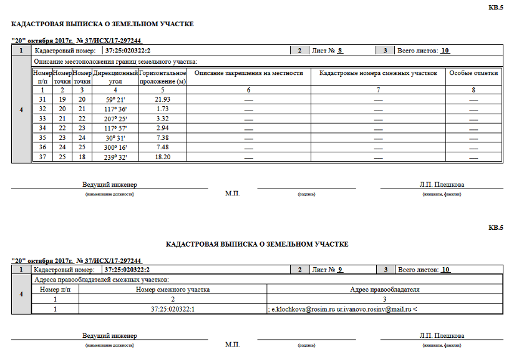 КВ.5
КАДАСТРОВАЯ ВЫПИСКА О ЗЕМЕЛЬНОМ УЧАСТКЕ
"20" октября 2017г. № 37/ИСХ/17-297244
1 Кадастровый номер: 37:25:020322:2 2 Лист № 8 3 Всего листов: 10
4
Описание местоположения границ земельного участка:
Номер п/п Номер точки Номер точки Дирекционный угол Горизонтальное проложение (м) Описание закрепления на местности Кадастровые номера смежных участков Особые отметки
1 2 3 4 5 6 7 8
31 19 20 59° 21' 21.93 — — —
32 20 21 117° 36' 1.73 — — —
33 21 22 207° 25' 3.32 — — —
34 22 23 117° 57' 2.94 — — —
35 23 24 30° 31' 7.38 — — —
36 24 25 300° 16' 7.48 — — —
37 25 18 239° 32' 18.20 — — —
Ведущий инженер Л.П. Плешкова
(наименование должности) М.П. (подпись) (инициалы, фамилия)
КВ.5
КАДАСТРОВАЯ ВЫПИСКА О ЗЕМЕЛЬНОМ УЧАСТКЕ
"20" октября 2017г. № 37/ИСХ/17-297244
1 Кадастровый номер: 37:25:020322:2 2 Лист № 9 3 Всего листов: 10
4
Адреса правообладателей смежных участков:
Номер п/п Номер смежного участка Адрес правообладателя
1 2 3
1 37:25:020322:1 ; e.klochkova@rosim.ru ur.ivanovo.rosinv@mail.ru <
Ведущий инженер Л.П. Плешкова
(наименование должности) М.П. (подпись) (инициалы, фамилия)